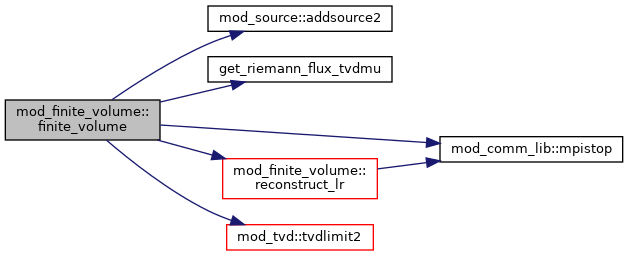 mod_source::addsource2
get_riemann_flux_tvdmu
mod_finite_volume::
finite_volume
mod_comm_lib::mpistop
mod_finite_volume::
reconstruct_lr
mod_tvd::tvdlimit2